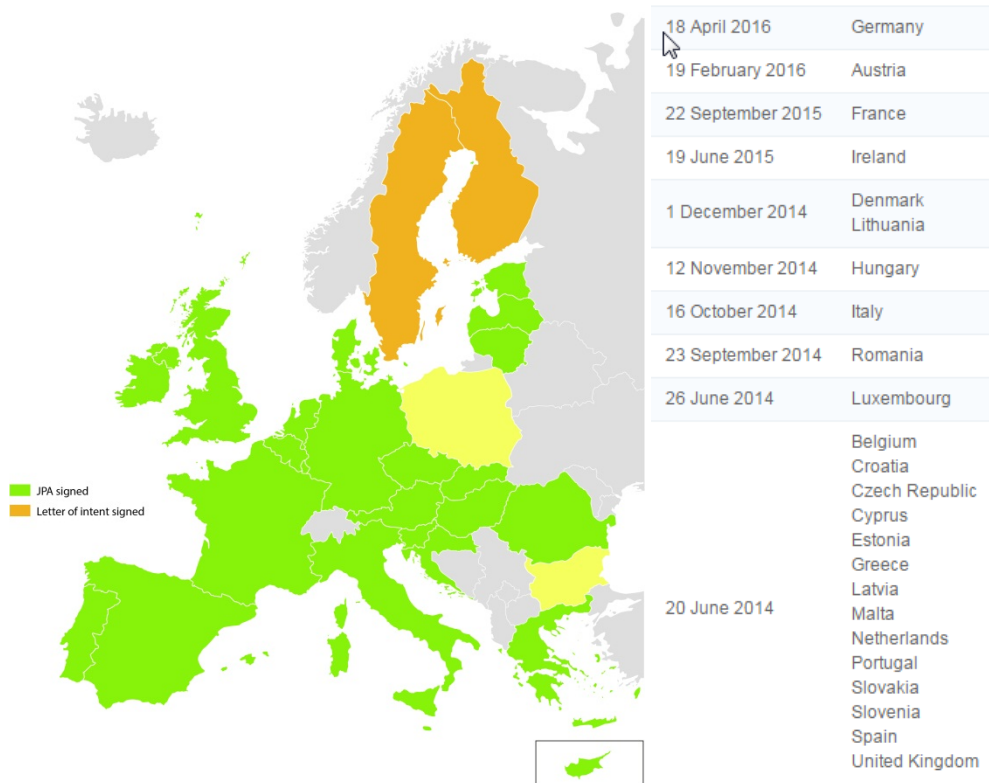 JPA signed
Letter of intent signed
18 April 2016 Germany
19 February 2016 Austria
22 September 2015 France
19 June 2015 Ireland
1 December 2014 Denmark
Lithuania
12 November 2014 Hungary
16 October 2014 Italy
23 September 2014 Romania
26 June 2014 Luxembourg
20 June 2014 Belgium
Croatia
Czech Republic
Cyprus
Estonia
Greece
Latvia
Malta
Netherlands
Portugal
Slovakia
Slovenia
Spain
United Kingdom